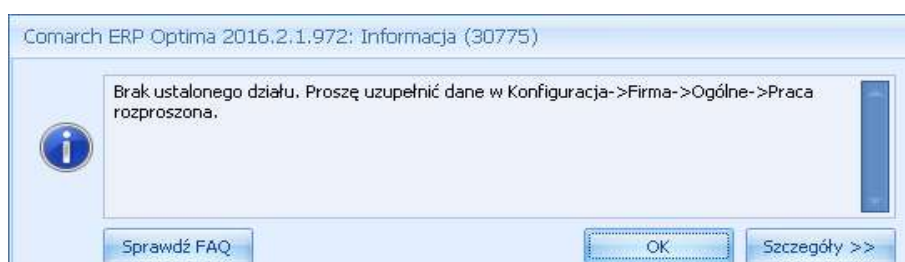 Comarch ERP Optima 2016.2.1.972: Informacja (30775)
Brak ustalonego działu. Proszę uzupełnić dane w Konfiguracja->Firma->Ogólne->Praca
rozproszona.
Sprawdź FAQ OK Szczegóły >>